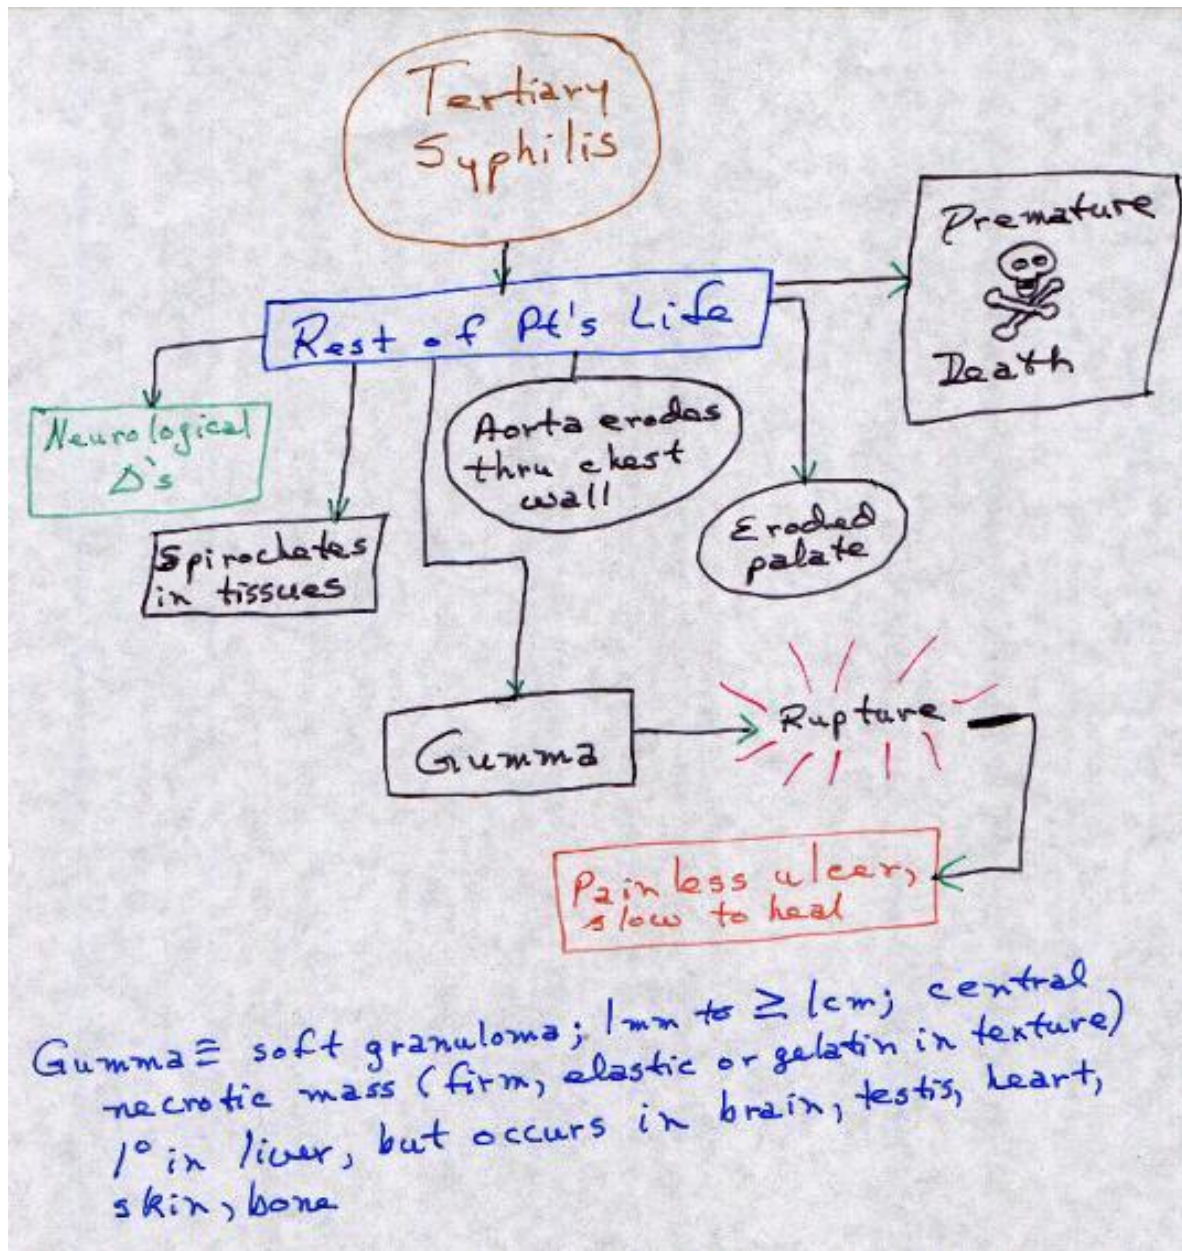 Tertiary
Syphilis
Rest of Pt's Life
Premature
Death
Neurological
Δ's
Spirochetes
in tissues
Aorta erodes
thru chest
wall
Eroded
palate
Gumma
Rupture
Painless ulcer,
slow to heal
Gumma ≡ soft granuloma; 1mm to ≥ 1cm; central
necrotic mass (firm, elastic or gelatin in texture)
1° in liver, but occurs in brain, testis, heart,
skin, bone